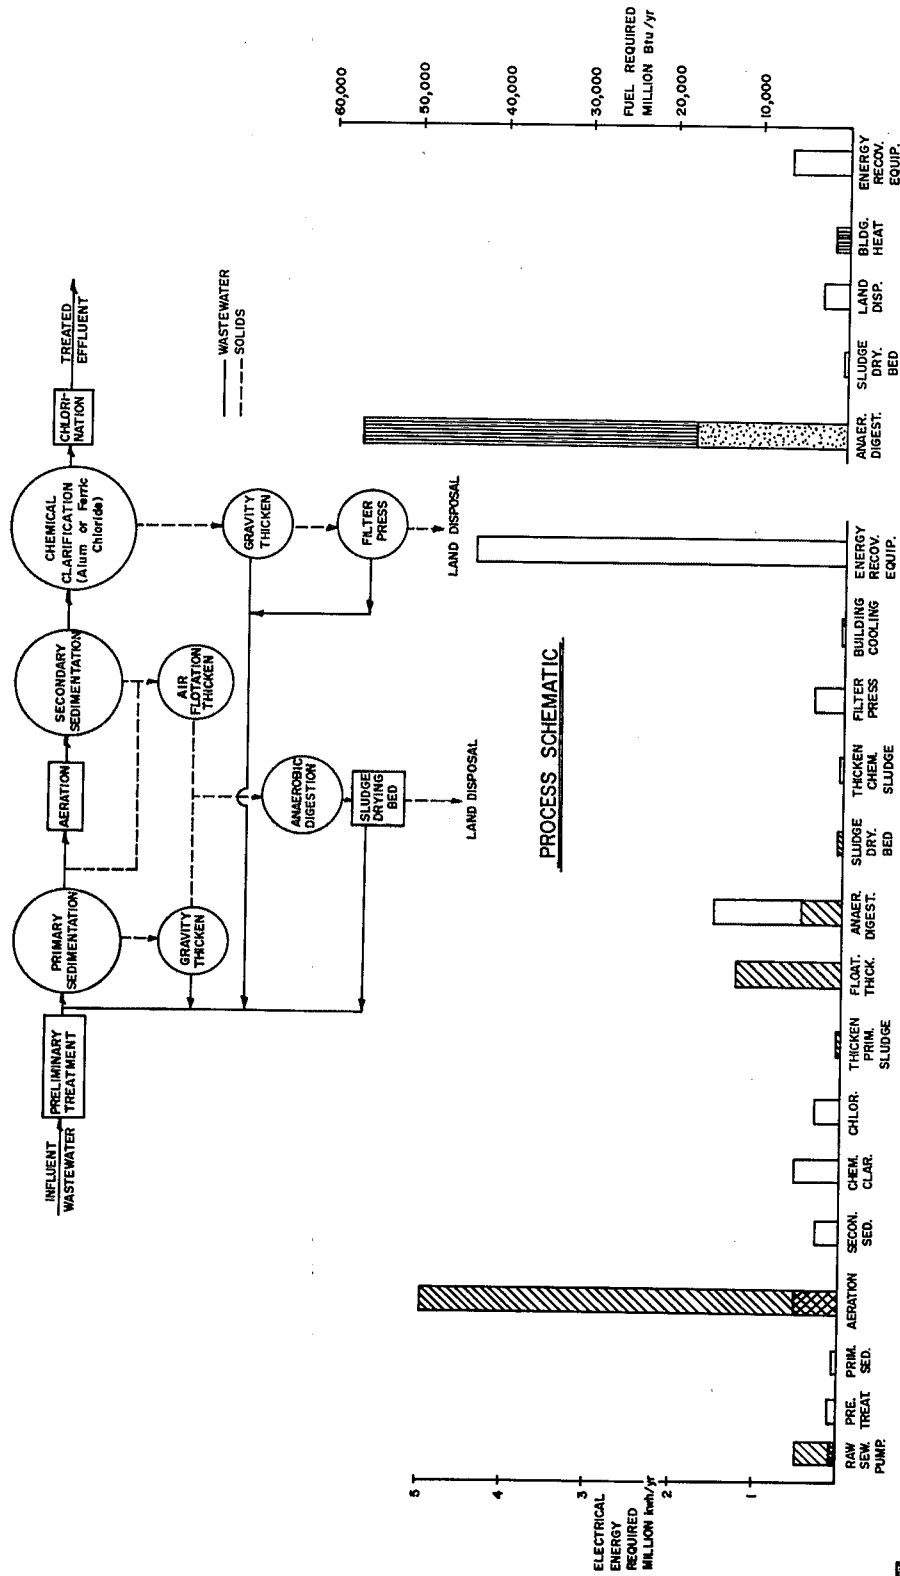 INFLUENT
WASTEWATER
PRELIMINARY
TREATMENT
PRIMARY
SEDIMENTATION
AERATION
SECONDARY
SEDIMENTATION
CHEMICAL
CLARIFICATION
(Alum or Ferric
Chloride)
CHLORI-
NATION
TREATED
EFFLUENT
GRAVITY
THICKEN
AIR
FLOTATION
THICKEN
GRAVITY
THICKEN
WASTEWATER
SOLIDS
ANAEROBIC
DIGESTION
SLUDGE
DRYING
BED
FILTER
PRESS
LAND DISPOSAL
LAND DISPOSAL
PROCESS SCHEMATIC
ELECTRICAL
ENERGY
REQUIRED
MILLION kwh/yr
5
4
3
2
1
RAW
SEW.
PUMP.
PRE.
TREAT.
PRIM.
SED.
AERATION
SECON.
SED.
CHEM.
CLAR.
CHLOR.
THICKEN
PRIM.
SLUDGE
FLOAT.
THICK.
ANAER.
DIGEST.
SLUDGE
DRY.
BED
THICKEN
CHEM.
SLUDGE
FILTER
PRESS
BUILDING
COOLING
ENERGY
RECOV.
EQUIP.
ANAER.
DIGEST.
SLUDGE
DRY.
BED
LAND
DISP.
BLDG.
HEAT
ENERGY
RECOV.
EQUIP.
60,000
50,000
40,000
30,000
20,000
10,000
FUEL REQUIRED
MILLION Btu/yr